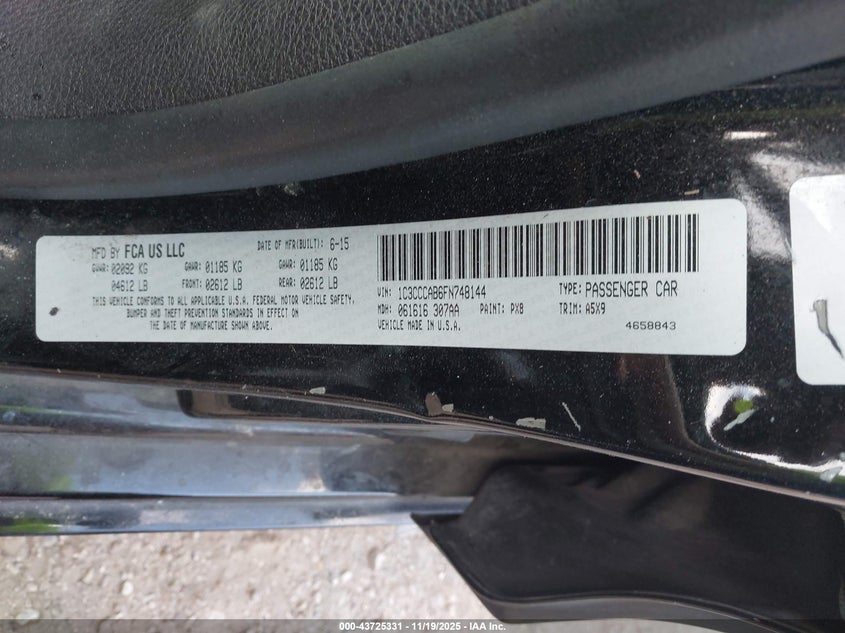 MFD BY FCA US LLC
DATE OF MFR(BUILT): 6-15
GVWR: 02092 KG GAWR: 01185 KG GAWR: 01185 KG
04612 LB FRONT: 02612 LB REAR: 02612 LB
THIS VEHICLE CONFORMS TO ALL APPLICABLE U.S.A. FEDERAL MOTOR VEHICLE SAFETY,
BUMPER AND THEFT PREVENTION STANDARDS IN EFFECT ON
THE DATE OF MANUFACTURE SHOWN ABOVE.
VIN: 1C3CCCAB6FN748144 TYPE: PASSENGER CAR
MDH: 061616 307AA PAINT: PX8 TRIM: A5X9
VEHICLE MADE IN U.S.A. 4658843
000-43725331 - 11/19/2025 - IAA Inc.